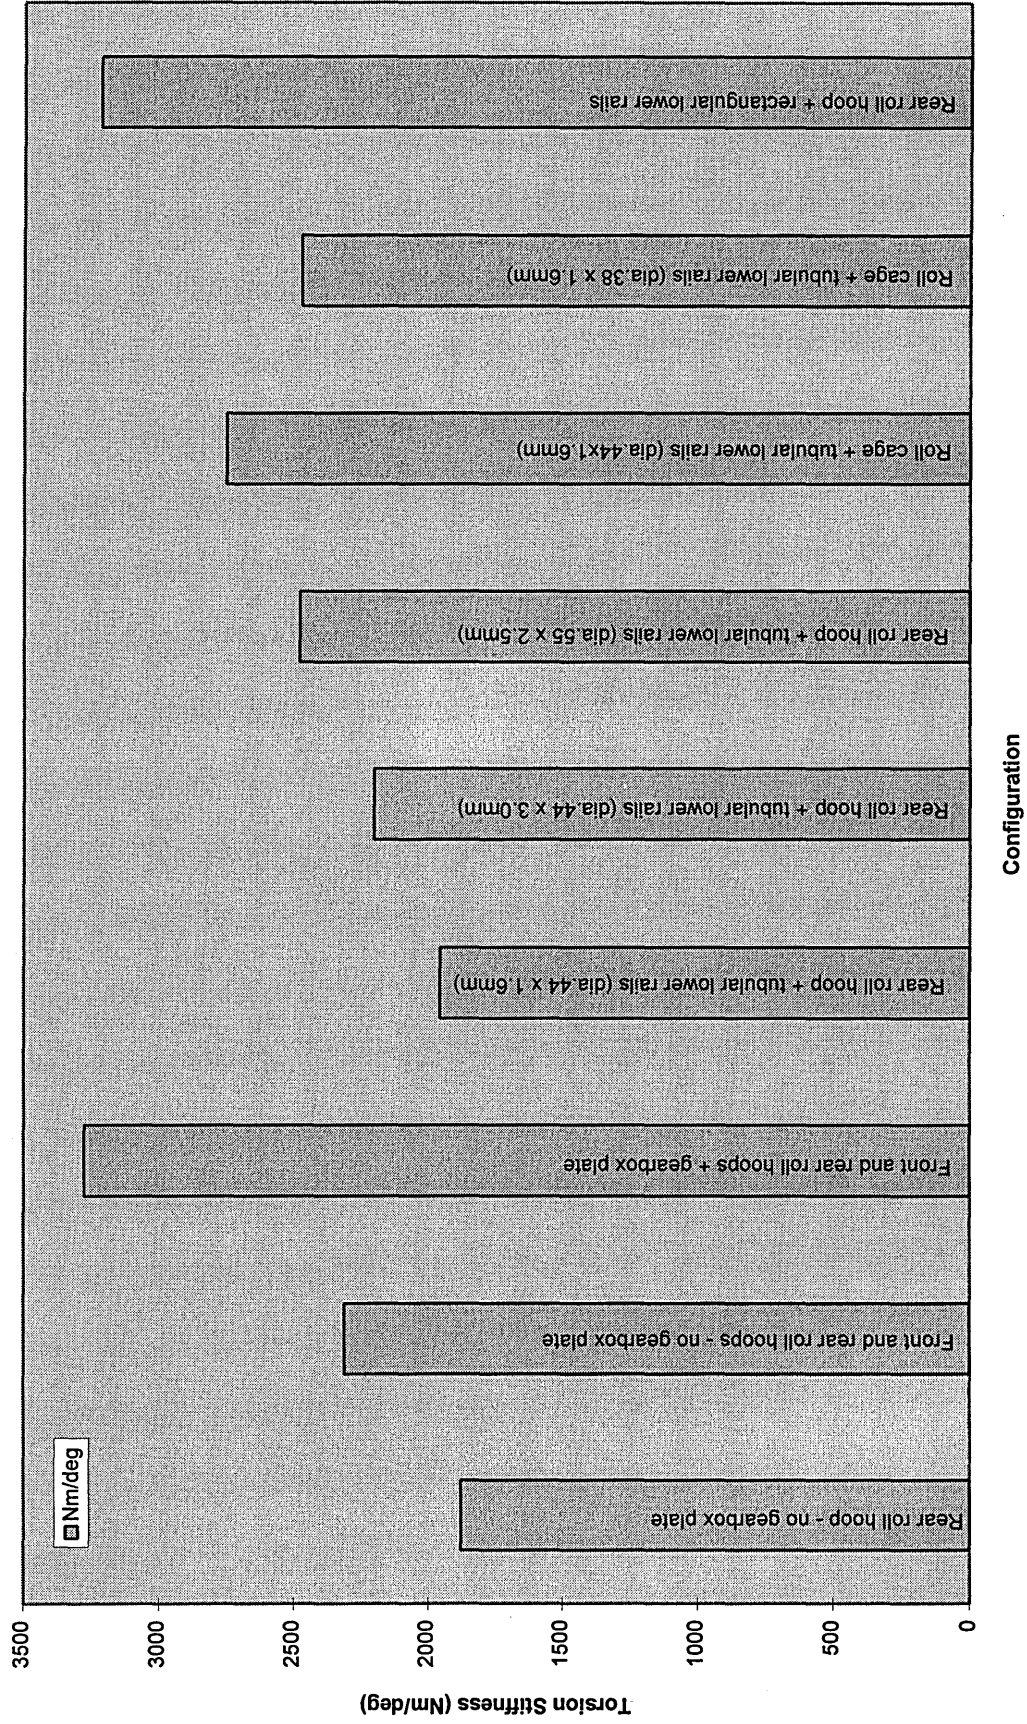 Nm/deg
3500
3000
2500
2000
1500
1000
500
0
Torsion Stiffness (Nm/deg)
Rear roll hoop - no gearbox plate
Front and rear roll hoops - no gearbox plate
Front and rear roll hoops + gearbox plate
Rear roll hoop + tubular lower rails (dia.44 x 1.6mm)
Rear roll hoop + tubular lower rails (dia.44 x 3.0mm)
Rear roll hoop + tubular lower rails (dia.55 x 2.5mm)
Roll cage + tubular lower rails (dia.44x1.6mm)
Roll cage + tubular lower rails (dia.38 x 1.6mm)
Rear roll hoop + rectangular lower rails
Configuration